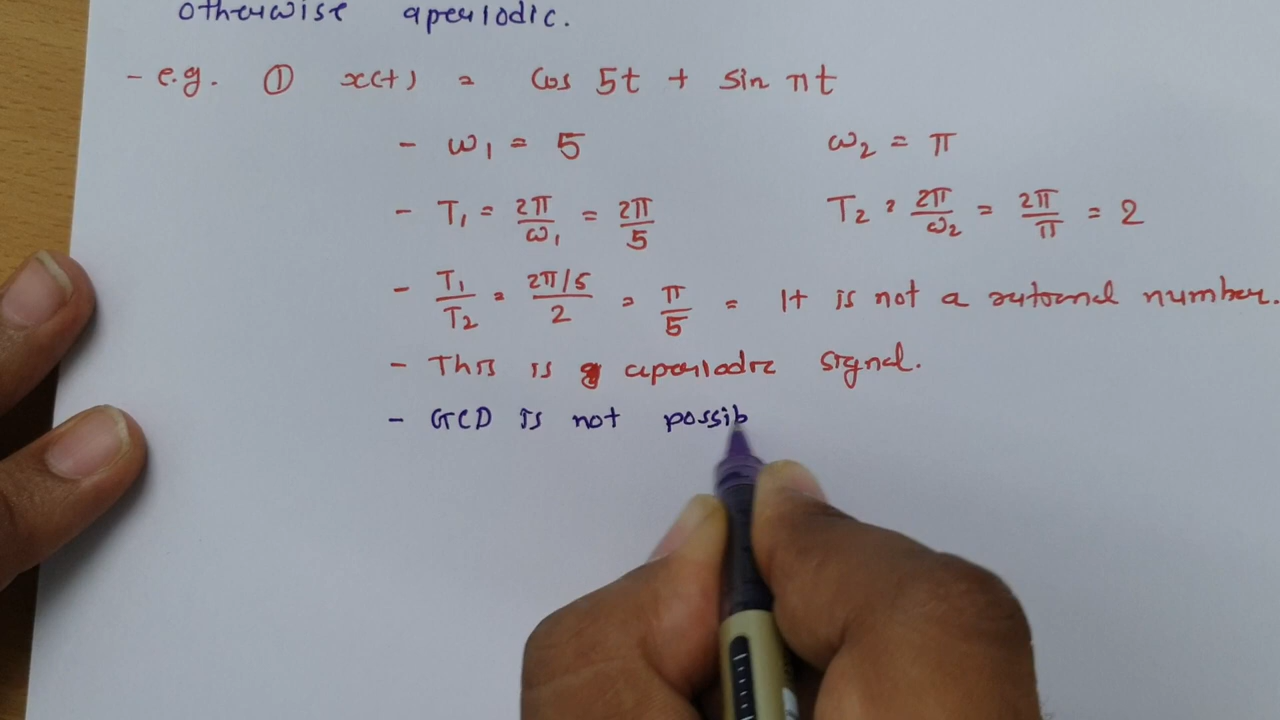 otherwise aperiodic.
- e.g. ① x(t) = cos 5t + sin πt
- ω₁ = 5 ω₂ = π
- T₁ = 2π/ω₁ = 2π/5 T₂ = 2π/ω₂ = 2π/π = 2
- T₁/T₂ = (2π/5)/2 = π/5 = It is not a rational number.
- This is aperiodic signal.
- GCD is not possib